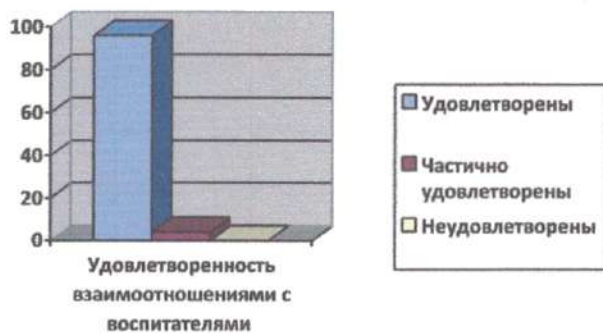 100
80
60
40
20
0
Удовлетворенность
взаимоотношениями с
воспитателями
Удовлетворены
Частично
удовлетворены
Неудовлетворены